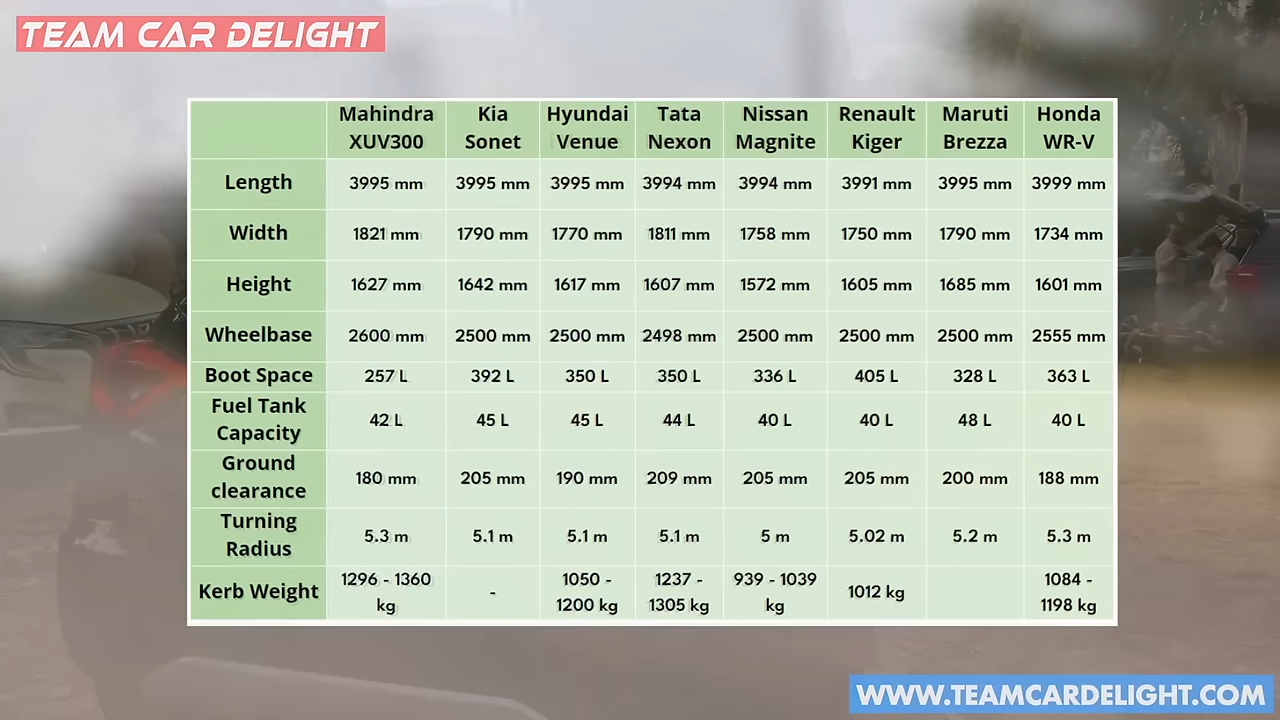 TEAM CAR DELIGHT
Mahindra XUV300 Kia Sonet Hyundai Venue Tata Nexon Nissan Magnite Renault Kiger Maruti Brezza Honda WR-V
Length 3995 mm 3995 mm 3995 mm 3994 mm 3994 mm 3991 mm 3995 mm 3999 mm
Width 1821 mm 1790 mm 1770 mm 1811 mm 1758 mm 1750 mm 1790 mm 1734 mm
Height 1627 mm 1642 mm 1617 mm 1607 mm 1572 mm 1605 mm 1685 mm 1601 mm
Wheelbase 2600 mm 2500 mm 2500 mm 2498 mm 2500 mm 2500 mm 2500 mm 2555 mm
Boot Space 257 L 392 L 350 L 350 L 336 L 405 L 328 L 363 L
Fuel Tank Capacity 42 L 45 L 45 L 44 L 40 L 40 L 48 L 40 L
Ground clearance 180 mm 205 mm 190 mm 209 mm 205 mm 205 mm 200 mm 188 mm
Turning Radius 5.3 m 5.1 m 5.1 m 5.1 m 5 m 5.02 m 5.2 m 5.3 m
Kerb Weight 1296 - 1360 kg - 1050 - 1200 kg 1237 - 1305 kg 939 - 1039 kg 1012 kg 1084 - 1198 kg
WWW.TEAMCARDELIGHT.COM